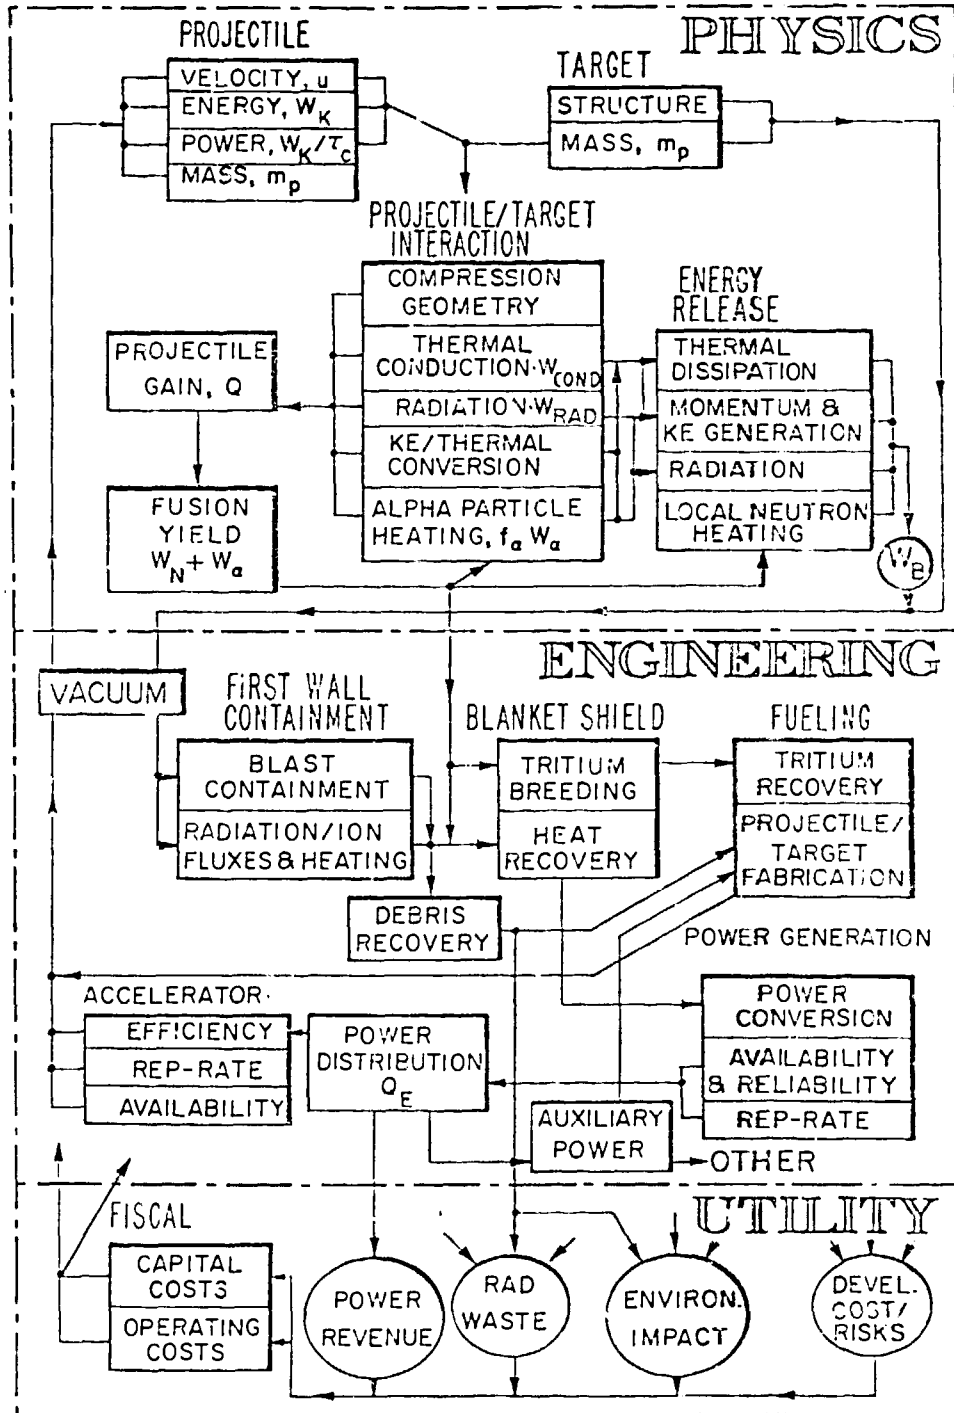 PHYSICS
PROJECTILE
VELOCITY, u
ENERGY, W_K
POWER, W_K/τ_c
MASS, m_p
TARGET
STRUCTURE
MASS, m_p
PROJECTILE/TARGET
INTERACTION
COMPRESSION
GEOMETRY
THERMAL
CONDUCTION·W_COND
RADIATION·W_RAD
KE/THERMAL
CONVERSION
ALPHA PARTICLE
HEATING, f_α W_α
ENERGY
RELEASE
THERMAL
DISSIPATION
MOMENTUM &
KE GENERATION
RADIATION
LOCAL NEUTRON
HEATING
PROJECTILE
GAIN, Q
FUSION
YIELD
W_N + W_α
W_B
ENGINEERING
VACUUM
FIRST WALL
CONTAINMENT
BLAST
CONTAINMENT
RADIATION/ION
FLUXES & HEATING
BLANKET SHIELD
TRITIUM
BREEDING
HEAT
RECOVERY
FUELING
TRITIUM
RECOVERY
PROJECTILE/
TARGET
FABRICATION
DEBRIS
RECOVERY
POWER GENERATION
POWER
CONVERSION
AVAILABILITY
& RELIABILITY
REP-RATE
ACCELERATOR·
EFFICIENCY
REP-RATE
AVAILABILITY
POWER
DISTRIBUTION
Q_E
AUXILIARY
POWER
OTHER
UTILITY
FISCAL
CAPITAL
COSTS
OPERATING
COSTS
POWER
REVENUE
RAD
WASTE
ENVIRON.
IMPACT
DEVEL.
COST/
RISKS